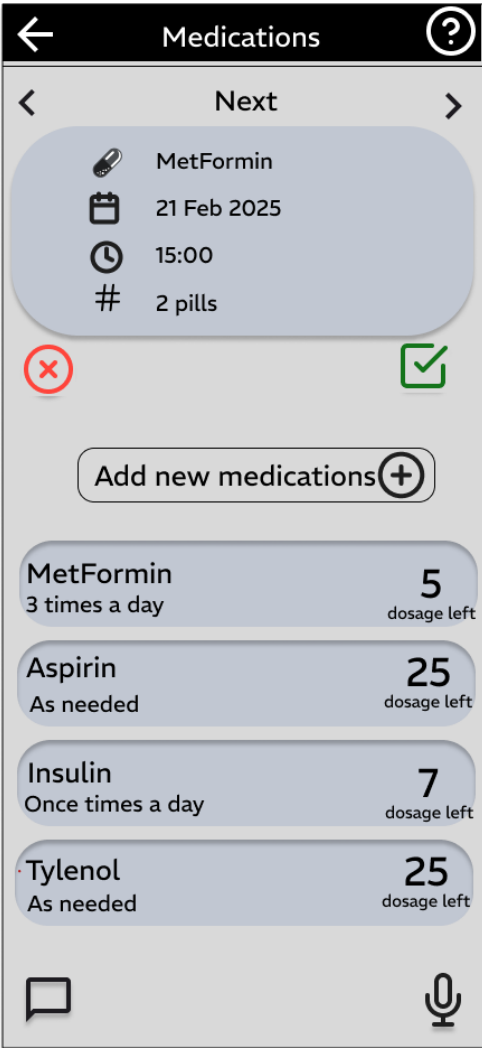 Medications
Next
MetFormin
21 Feb 2025
15:00
# 2 pills
Add new medications
MetFormin
3 times a day
5
dosage left
Aspirin
As needed
25
dosage left
Insulin
Once times a day
7
dosage left
Tylenol
As needed
25
dosage left